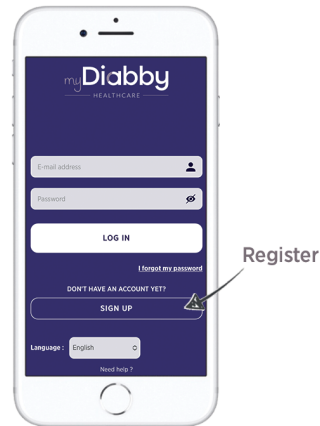 myDiabby
HEALTHCARE
E-mail address
Password
LOG IN
I forgot my password
DON'T HAVE AN ACCOUNT YET?
SIGN UP
Register
Language :
English
Need help ?